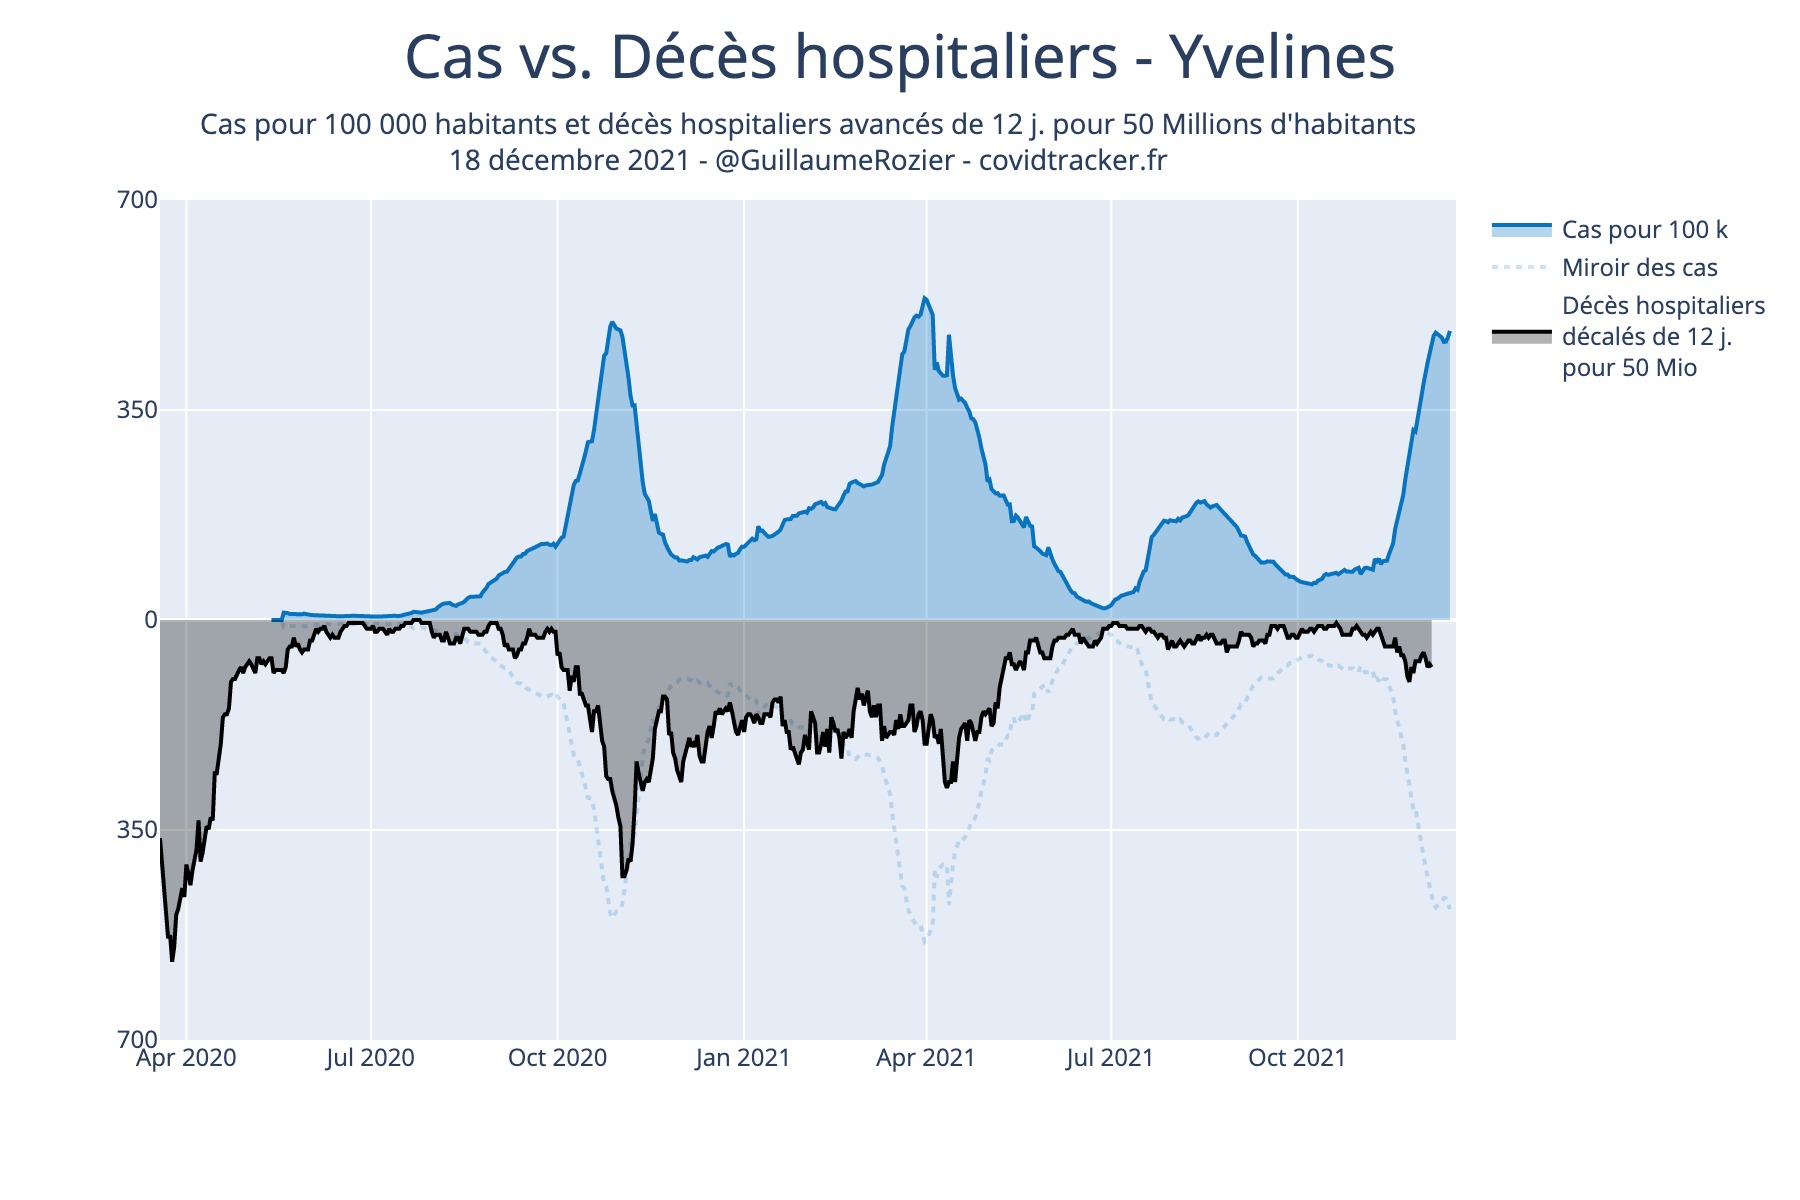 Cas vs. Décès hospitaliers - Yvelines
Cas pour 100 000 habitants et décès hospitaliers avancés de 12 j. pour 50 Millions d'habitants
18 décembre 2021 - @GuillaumeRozier - covidtracker.fr
700
350
0
350
700
Apr 2020
Jul 2020
Oct 2020
Jan 2021
Apr 2021
Jul 2021
Oct 2021
Cas pour 100 k
Miroir des cas
Décès hospitaliers
décalés de 12 j.
pour 50 Mio